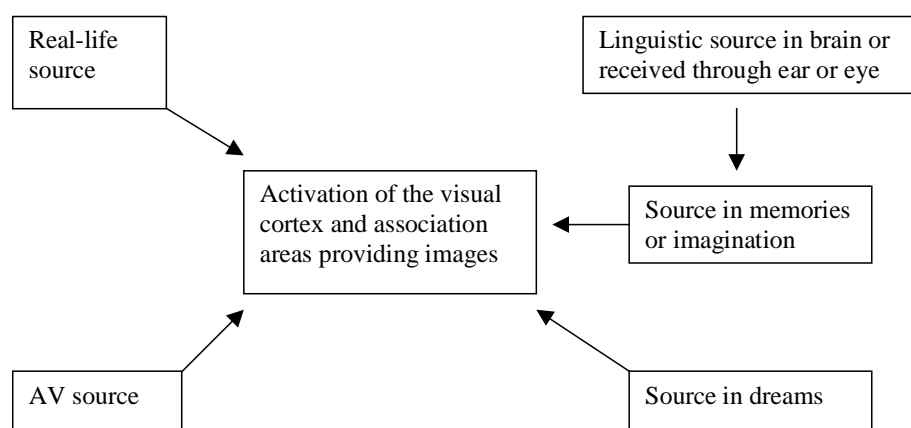 Real-life
source
Linguistic source in brain or
received through ear or eye
Activation of the visual
cortex and association
areas providing images
Source in memories
or imagination
AV source
Source in dreams